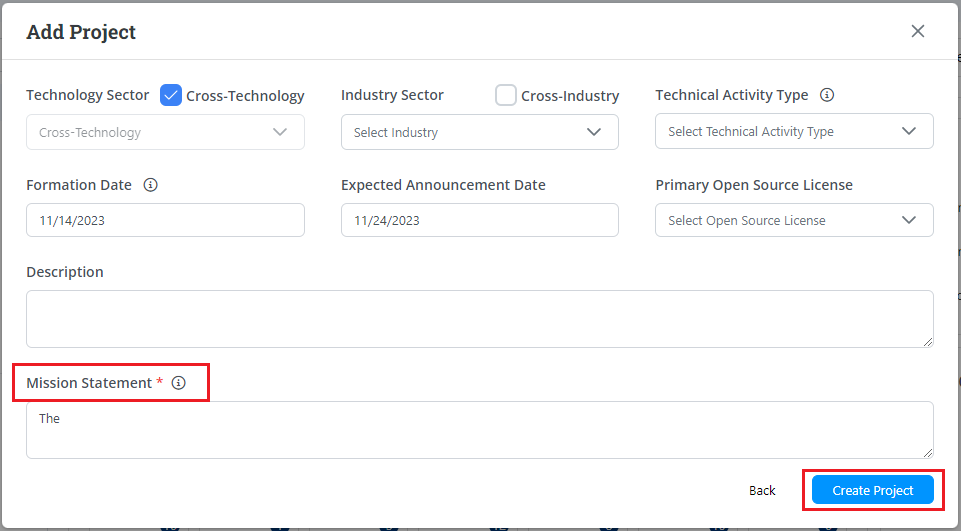 Add Project
Technology Sector Cross-Technology Industry Sector Cross-Industry Technical Activity Type
Cross-Technology Select Industry Select Technical Activity Type
Formation Date Expected Announcement Date Primary Open Source License
11/14/2023 11/24/2023 Select Open Source License
Description
Mission Statement *
The
Back Create Project